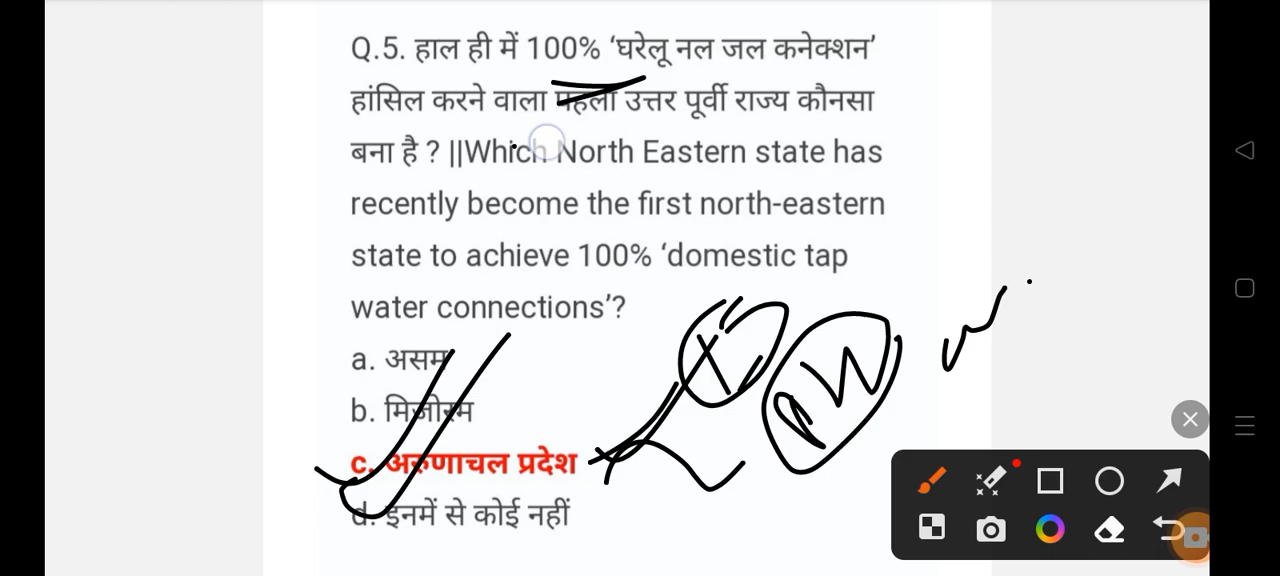 Q.5. हाल ही में 100% ‘घरेलू नल जल कनेक्शन’
हांसिल करने वाला पहला उत्तर पूर्वी राज्य कौनसा
बना है ? ||Which North Eastern state has
recently become the first north-eastern
state to achieve 100% ‘domestic tap
water connections’?
a. असम
b. मिजोरम
c. अरुणाचल प्रदेश
d. इनमें से कोई नहीं